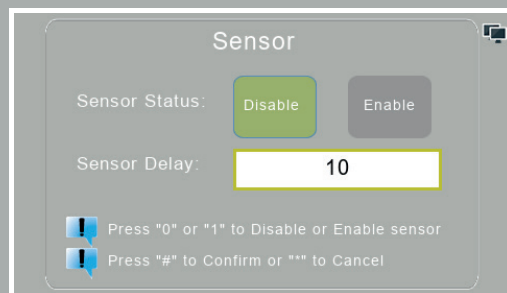 Sensor
Sensor Status: Disable Enable
Sensor Delay: 10
Press "0" or "1" to Disable or Enable sensor
Press "#" to Confirm or "*" to Cancel